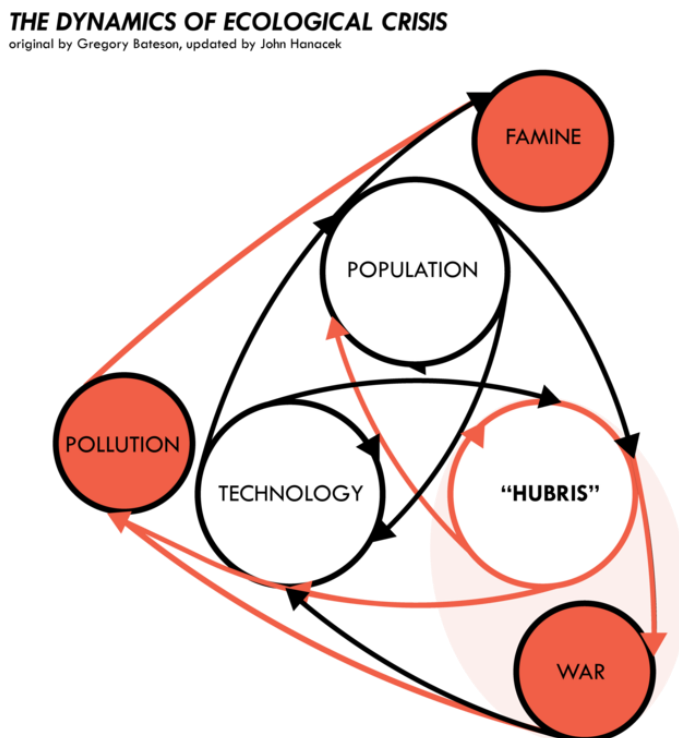 THE DYNAMICS OF ECOLOGICAL CRISIS
original by Gregory Bateson, updated by John Hanacek
FAMINE
POPULATION
POLLUTION
TECHNOLOGY
“HUBRIS”
WAR